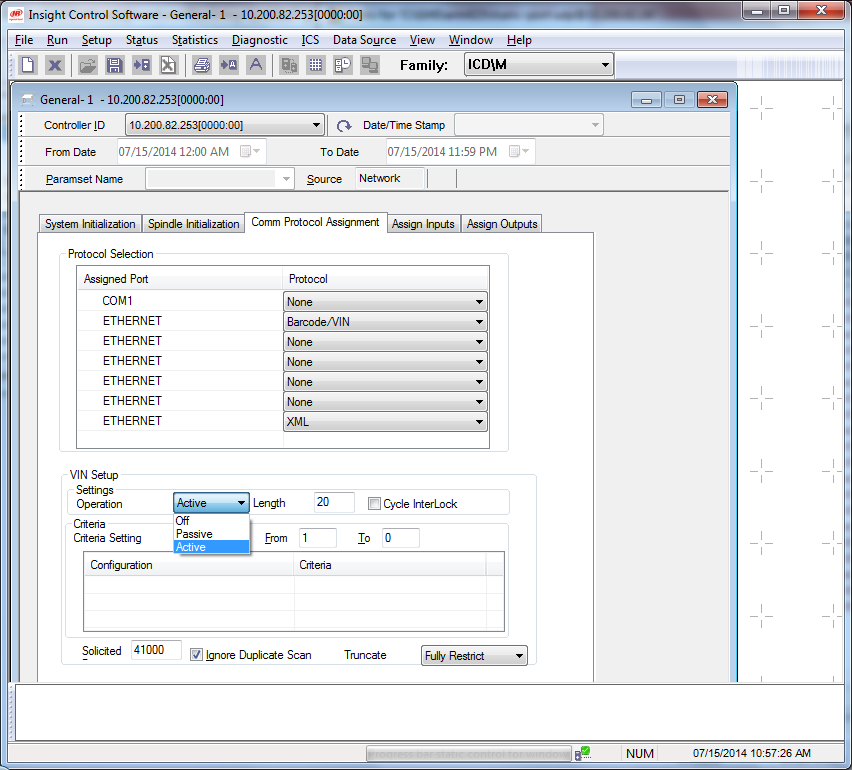 Insight Control Software - General- 1 - 10.200.82.253[0000:00]
File Run Setup Status Statistics Diagnostic ICS Data Source View Window Help
Family: ICD\M
General- 1 - 10.200.82.253[0000:00]
Controller ID 10.200.82.253[0000:00] Date/Time Stamp
From Date 07/15/2014 12:00 AM To Date 07/15/2014 11:59 PM
Paramset Name Source Network
System Initialization Spindle Initialization Comm Protocol Assignment Assign Inputs Assign Outputs
Protocol Selection
Assigned Port Protocol
COM1 None
ETHERNET Barcode/VIN
ETHERNET None
ETHERNET None
ETHERNET None
ETHERNET None
ETHERNET XML
VIN Setup
Settings
Operation Active Length 20 Cycle InterLock
Off
Criteria
Passive
Criteria Setting From 1 To 0
Active
Configuration Criteria
Solicited 41000 Ignore Duplicate Scan Truncate Fully Restrict
NUM 07/15/2014 10:57:26 AM